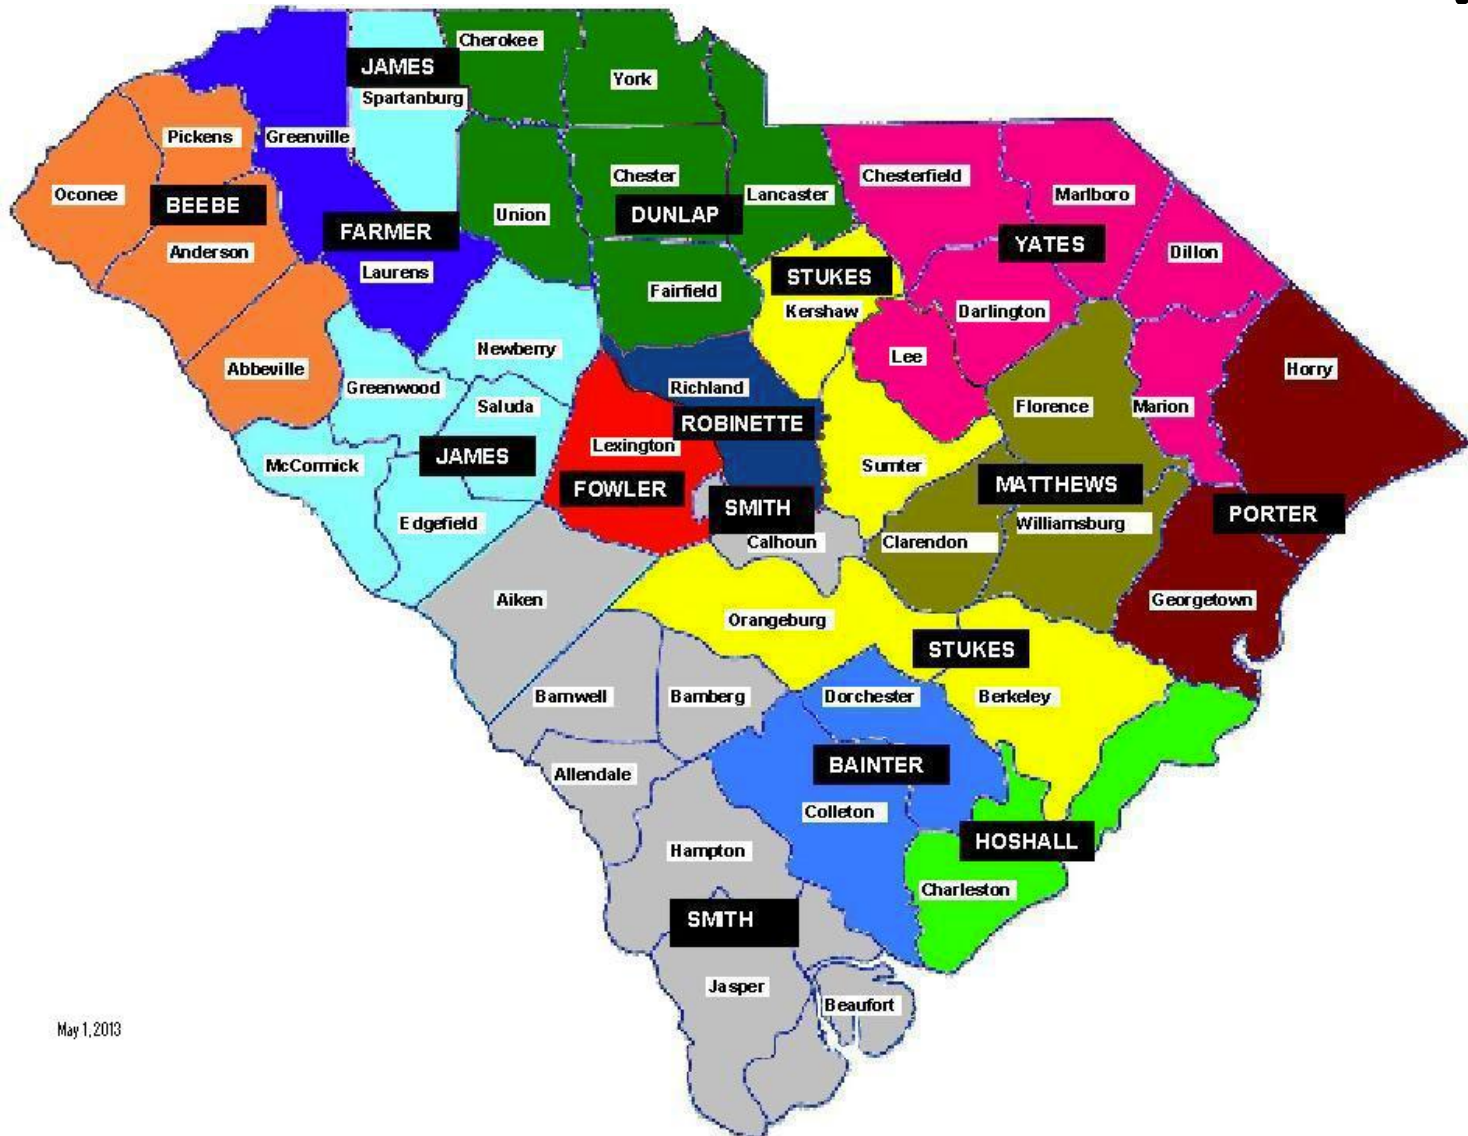 Cherokee
JAMES
York
Spartanburg
Pickens
Greenville
Oconee
BEEBE
Chester
Chesterfield
Lancaster
Marlboro
Union
DUNLAP
FARMER
YATES
Anderson
Laurens
Dillon
STUKES
Fairfield
Kershaw
Darlington
Newberry
Lee
Abbeville
Greenwood
Richland
Horry
Saluda
Florence
Marion
ROBINETTE
Lexington
McCormick
JAMES
Sumter
FOWLER
MATTHEWS
SMITH
PORTER
Edgefield
Williamsburg
Calhoun
Clarendon
Aiken
Georgetown
Orangeburg
STUKES
Barnwell
Bamberg
Dorchester
Berkeley
BAINTER
Allendale
Colleton
HOSHALL
Hampton
Charleston
SMITH
Jasper
Beaufort
May 1, 2013